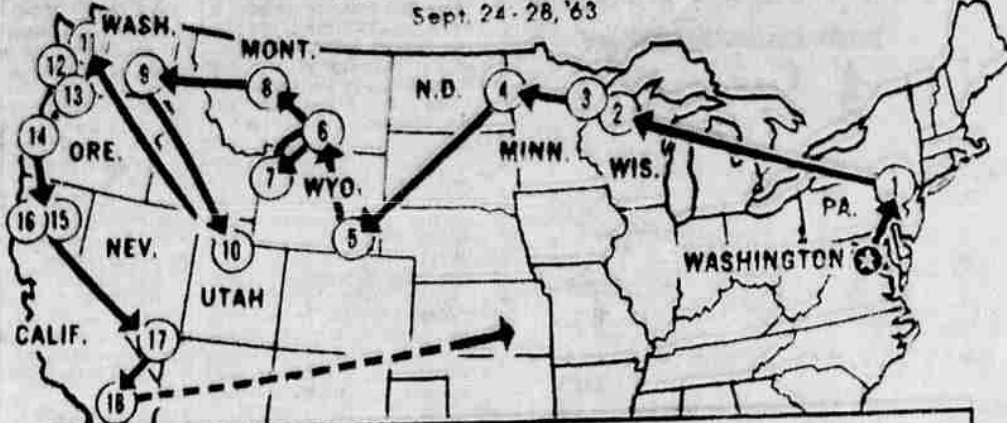 Sept. 24-28, '63
WASH.
MONT.
N.D.
MINN.
WIS.
PA.
ORE.
WYO.
NEV.
UTAH
CALIF.
WASHINGTON
1
2
3
4
5
6
7
8
9
10
11
12
13
14
15
16
17
18